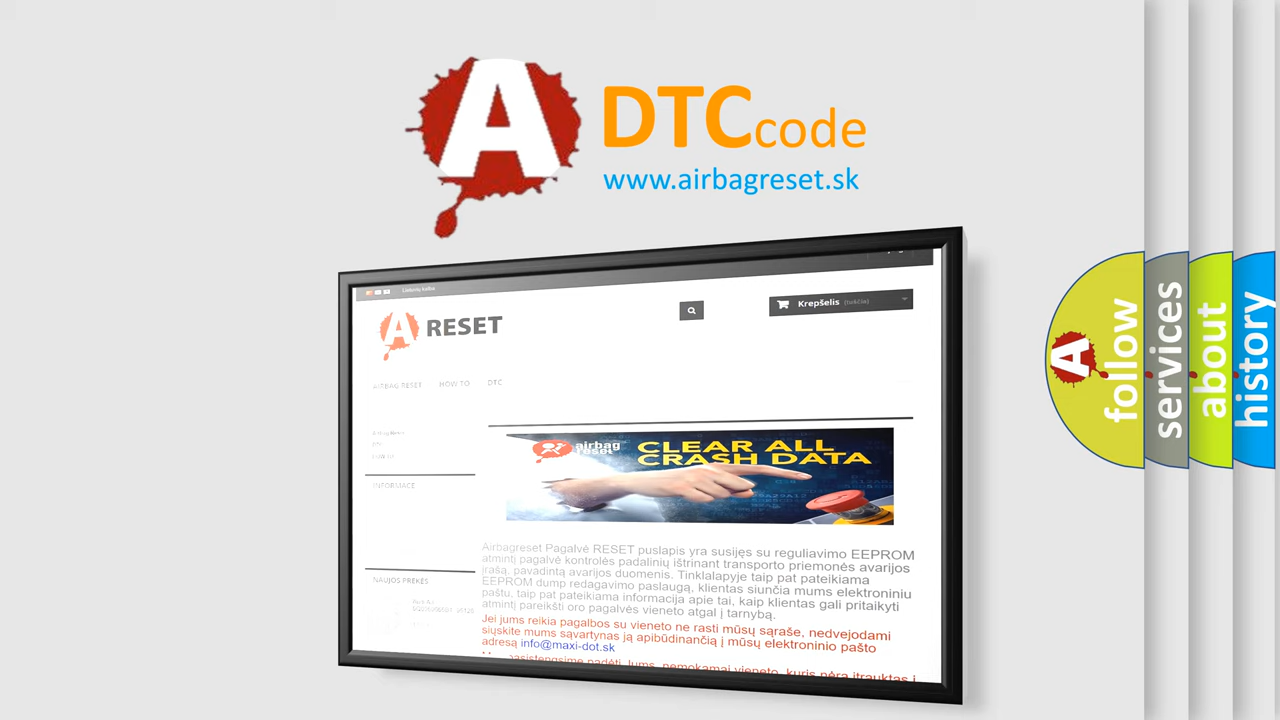 A DTCcode
www.airbagreset.sk
Lietuvių kalba
A RESET
Krepšelis (tuščia)
AIRBAG RESET HOW TO DTC
INFORMACE
airbag
reset
CLEAR ALL
CRASH DATA
Airbagreset Pagalvė RESET puslapis yra susijęs su reguliavimo EEPROM
atmintį pagalvė kontrolės padalinių ištrinant transporto priemonės avarijos
įrašą, pavadintą avarijos duomenis. Tinklalapyje taip pat pateikiama
EEPROM dump redagavimo paslaugą, klientas siunčia mums elektroniniu
paštu, taip pat pateikiama informacija apie tai, kaip klientas gali pritaikyti
atmintį pareikšti oro pagalvės vieneto atgal į tarnybą.
Jei jums reikia pagalbos su vieneto ne rasti mūsų sąraše, nedvejodami
siųskite mums sąvartynas ją apibūdinančią į mūsų elektroninio pašto
adresą info@maxi-dot.sk
NAUJOS PREKĖS
A follow
services
about
history